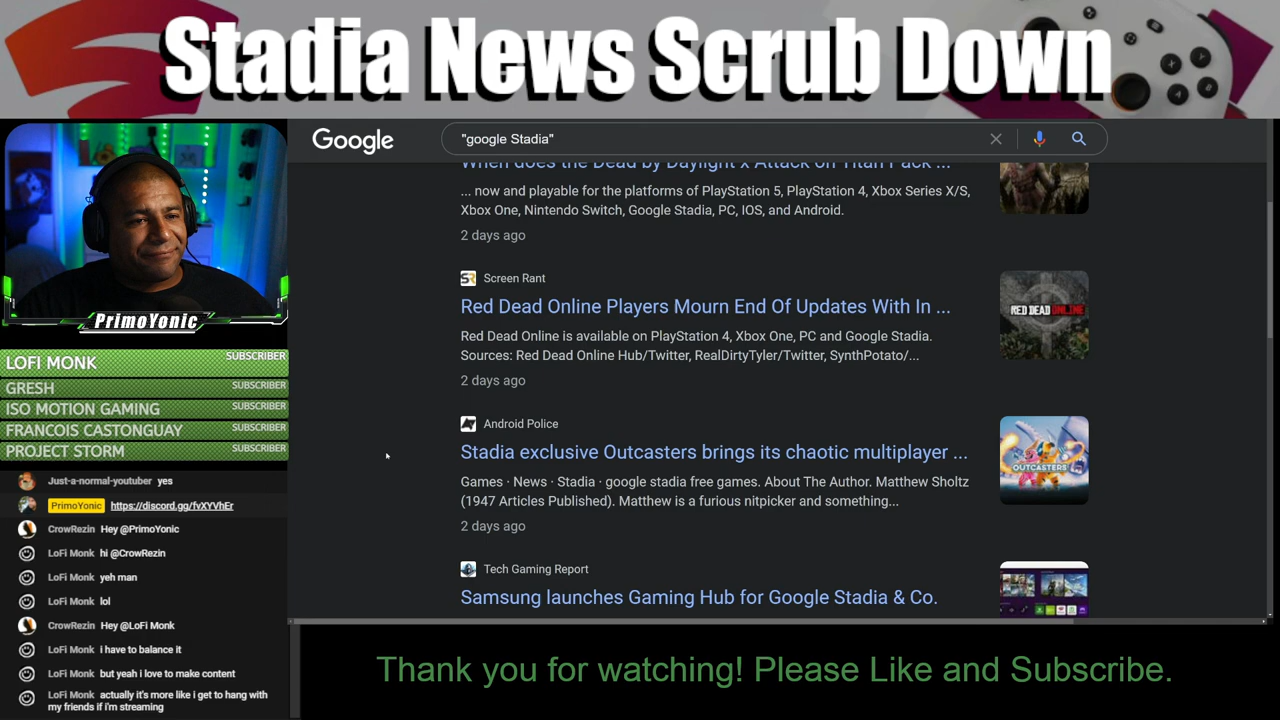 Stadia News Scrub Down
Google
"google Stadia"
When does the Dead by Daylight x Attack on Titan Pack ...
... now and playable for the platforms of PlayStation 5, PlayStation 4, Xbox Series X/S,
Xbox One, Nintendo Switch, Google Stadia, PC, IOS, and Android.
2 days ago
Screen Rant
Red Dead Online Players Mourn End Of Updates With In ...
Red Dead Online is available on PlayStation 4, Xbox One, PC and Google Stadia.
Sources: Red Dead Online Hub/Twitter, RealDirtyTyler/Twitter, SynthPotato/...
2 days ago
RED DEAD ONLINE
Android Police
Stadia exclusive Outcasters brings its chaotic multiplayer ...
Games · News · Stadia · google stadia free games. About The Author. Matthew Sholtz
(1947 Articles Published). Matthew is a furious nitpicker and something...
2 days ago
OUTCASTERS
Tech Gaming Report
Samsung launches Gaming Hub for Google Stadia & Co.
PrimoYonic
LOFI MONK SUBSCRIBER
GRESH SUBSCRIBER
ISO MOTION GAMING SUBSCRIBER
FRANCOIS CASTONGUAY SUBSCRIBER
PROJECT STORM SUBSCRIBER
Just-a-normal-youtuber yes
PrimoYonic https://discord.gg/fvXYVhEr
CrowRezin Hey @PrimoYonic
LoFi Monk hi @CrowRezin
LoFi Monk yeh man
LoFi Monk lol
CrowRezin Hey @LoFi Monk
LoFi Monk i have to balance it
LoFi Monk but yeah i love to make content
LoFi Monk actually it's more like i get to hang with
my friends if i'm streaming
Thank you for watching! Please Like and Subscribe.